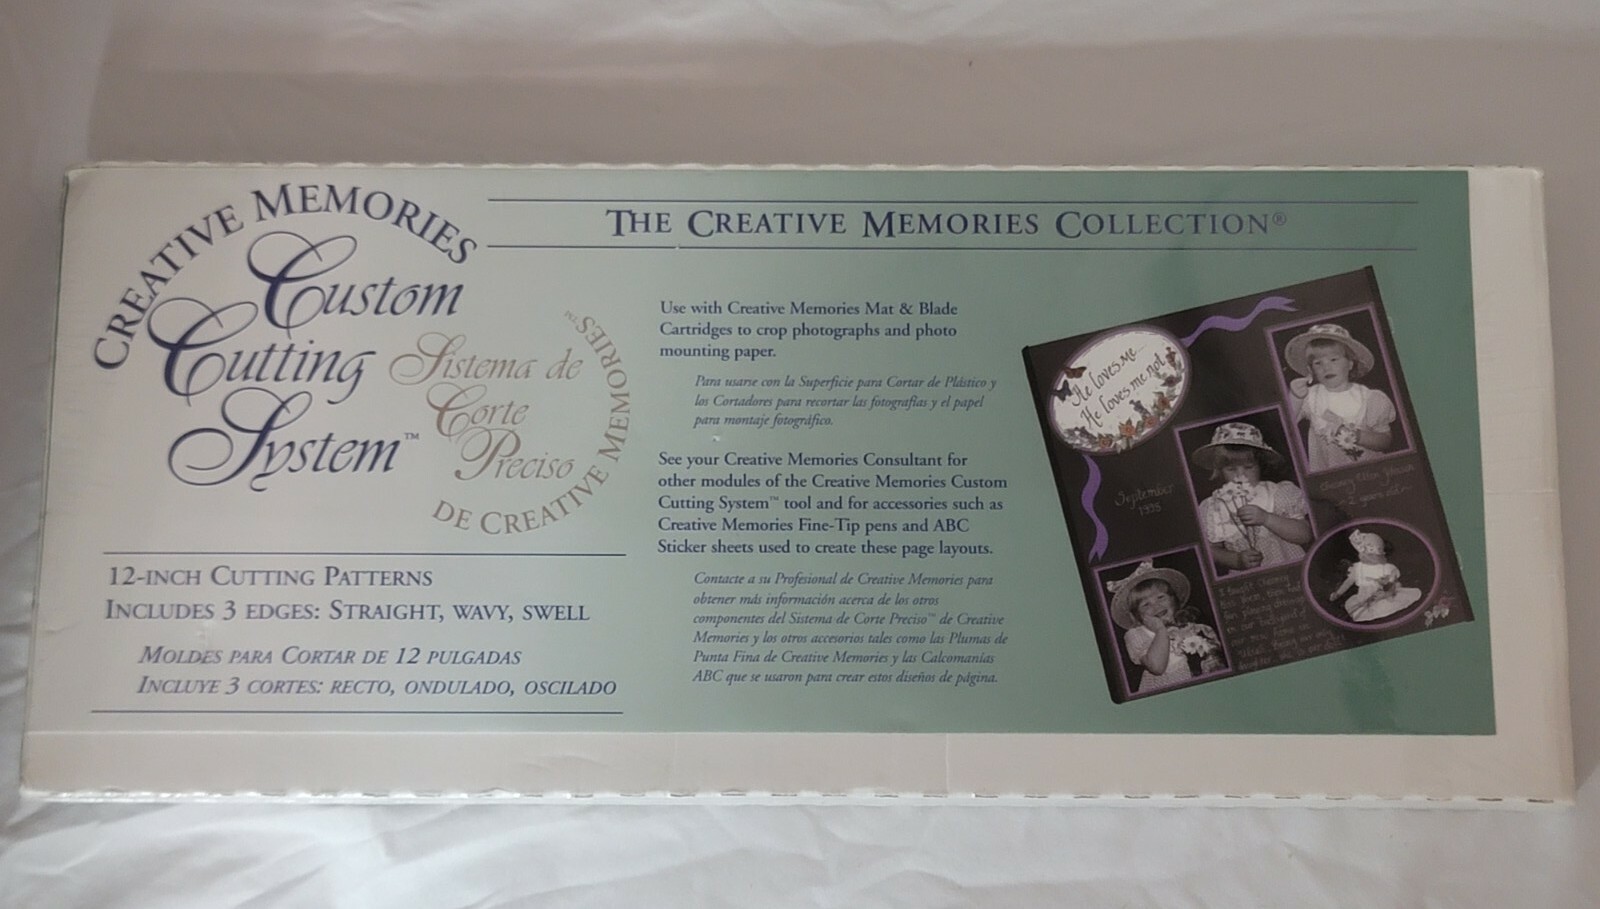 CREATIVE MEMORIES
Custom
Cutting
System™
Sistema de
Corte
Preciso
DE CREATIVE MEMORIES™
12-INCH CUTTING PATTERNS
INCLUDES 3 EDGES: STRAIGHT, WAVY, SWELL
MOLDES PARA CORTAR DE 12 PULGADAS
INCLUYE 3 CORTES: RECTO, ONDULADO, OSCILADO
THE CREATIVE MEMORIES COLLECTION®
Use with Creative Memories Mat & Blade
Cartridges to crop photographs and photo
mounting paper.
Para usarse con la Superficie para Cortar de Plástico y
los Cortadores para recortar las fotografías y el papel
para montaje fotográfico.
See your Creative Memories Consultant for
other modules of the Creative Memories Custom
Cutting System™ tool and for accessories such as
Creative Memories Fine-Tip pens and ABC
Sticker sheets used to create these page layouts.
Contacte a su Profesional de Creative Memories para
obtener más información acerca de los otros
componentes del Sistema de Corte Preciso™ de Creative
Memories y los otros accesorios tales como las Plumas de
Punta Fina de Creative Memories y las Calcomanías
ABC que se usaron para crear estos diseños de página.
He loves me...
He loves me not!
September
1995
2 years old